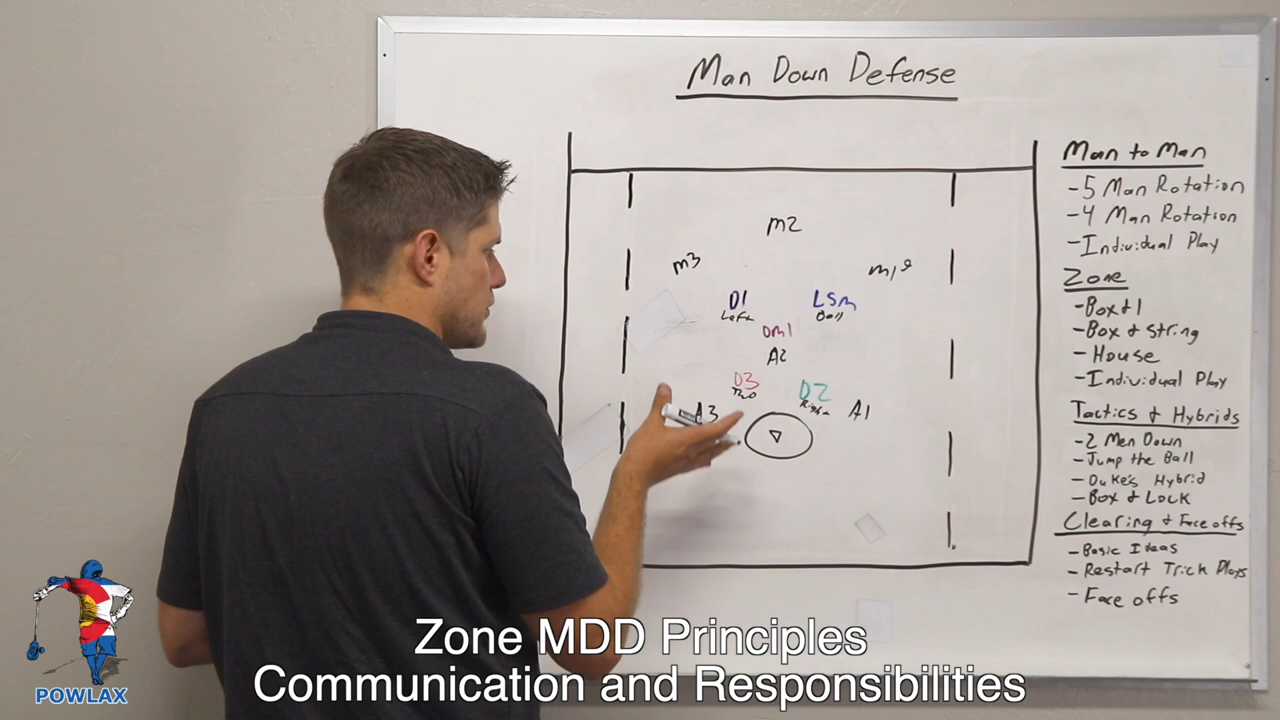 Man Down Defense
m2
m3
m1
D1
Left
LSM
Ball
DM1
A2
D3
Two
D2
Right
A3
A1
Man to Man
- 5 Man Rotation
- 4 Man Rotation
- Individual Play
Zone
- Box & 1
- Box & String
- House
- Individual Play
Tactics & Hybrids
- 2 Men Down
- Jump the Ball
- Duke's Hybrid
- Box & Lock
Clearing & Face offs
- Basic Ideas
- Restart Trick Plays
- Face offs
Zone MDD Principles
Communication and Responsibilities
POWLAX